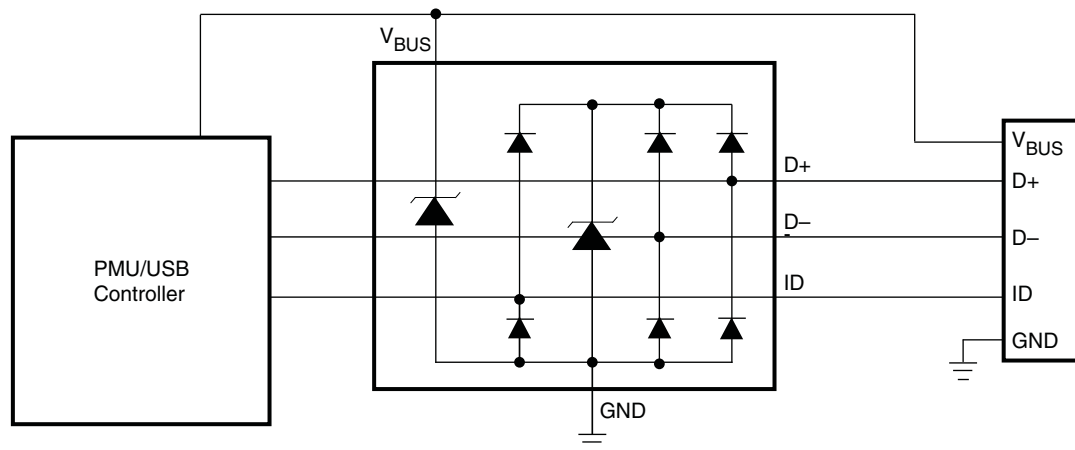 VBUS
PMU/USB
Controller
D+
D–
ID
GND
VBUS
D+
D–
ID
GND